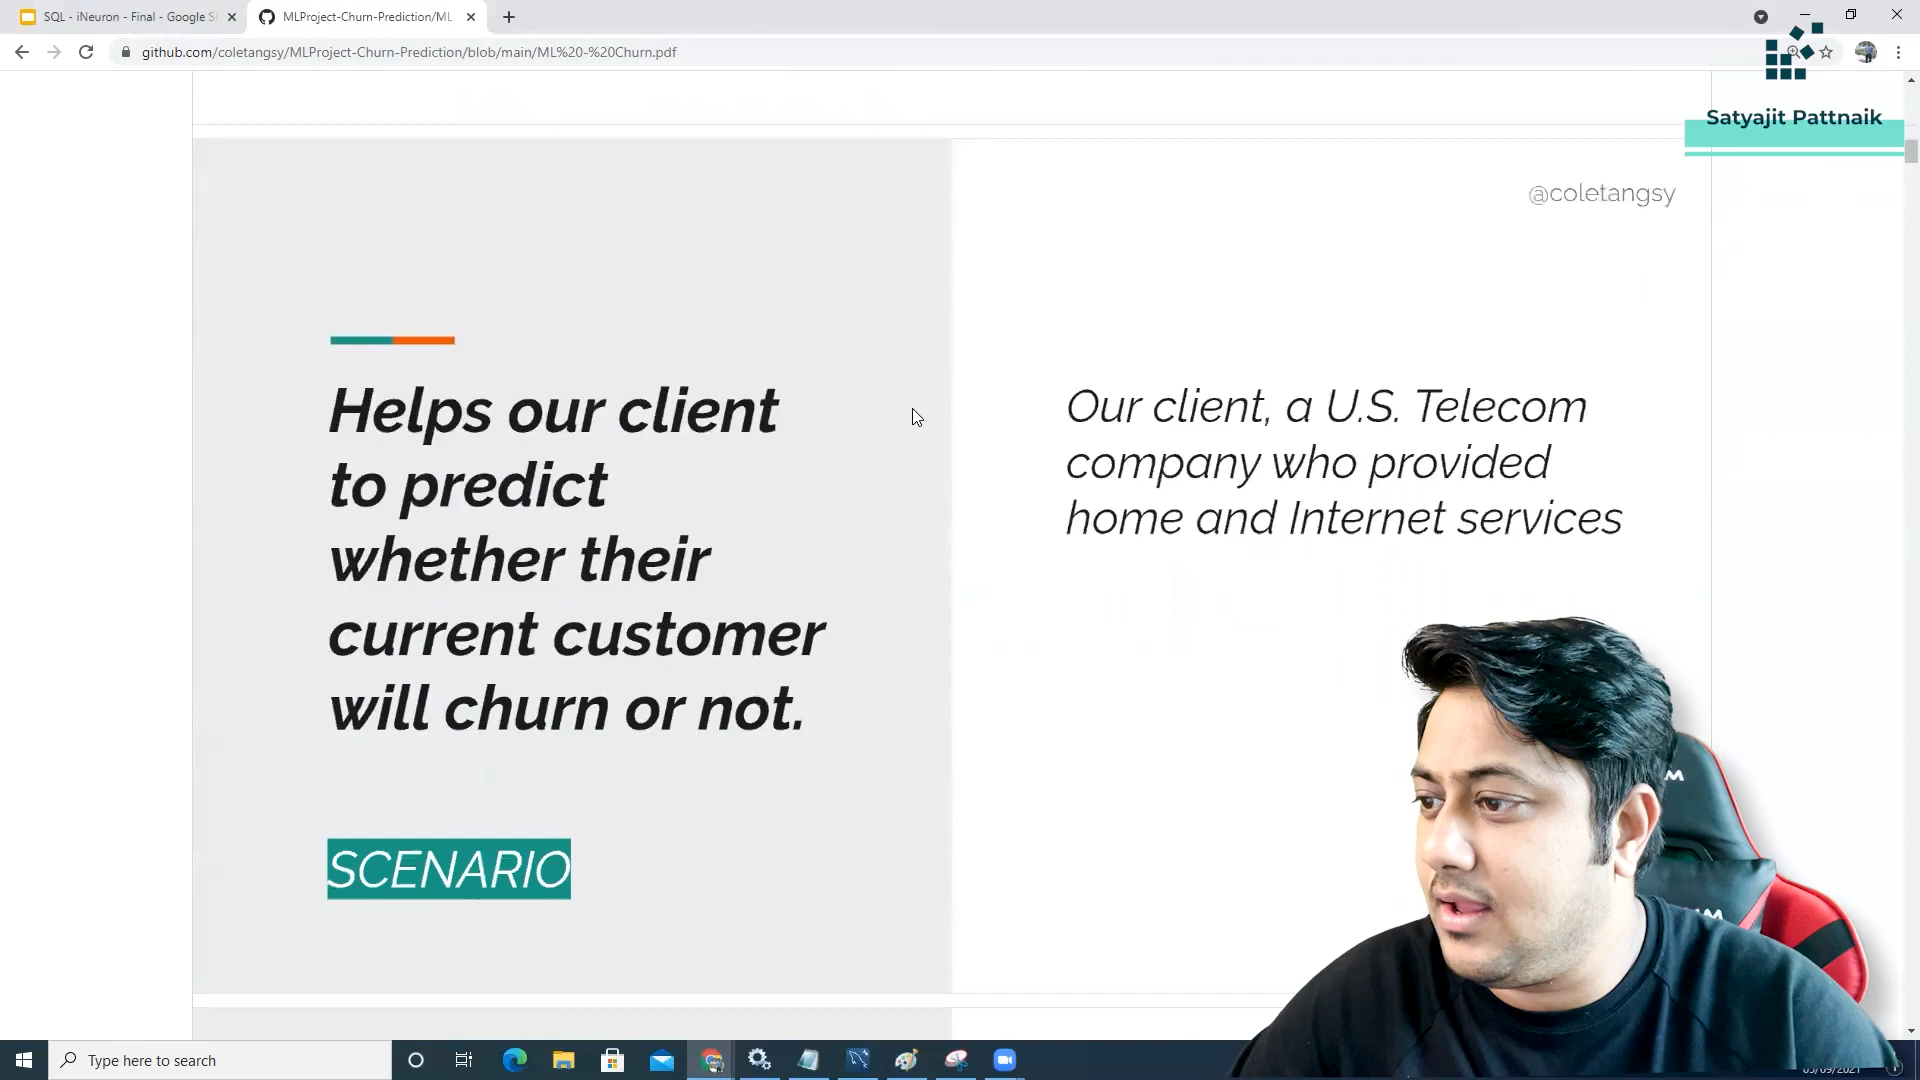 SQL - iNeuron - Final - Google S
MLProject-Churn-Prediction/ML
github.com/coletangsy/MLProject-Churn-Prediction/blob/main/ML%20-%20Churn.pdf
Satyajit Pattnaik
@coletangsy
Helps our client
to predict
whether their
current customer
will churn or not.
SCENARIO
Our client, a U.S. Telecom
company who provided
home and Internet services
Type here to search